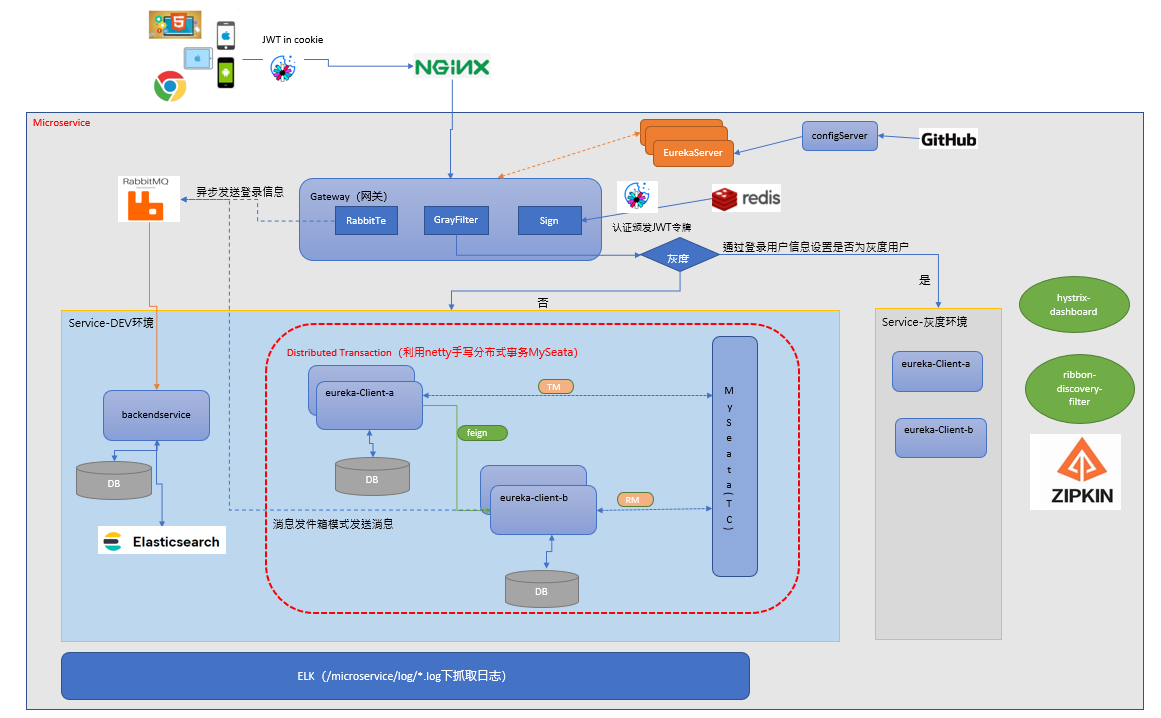 5
JWT in cookie
NGINX
Microservice
EurekaServer
configServer
GitHub
RabbitMQ
异步发送登录信息
Gateway（网关）
RabbitTe
GrayFilter
Sign
redis
认证颁发JWT令牌
灰度
通过登录用户信息设置是否为灰度用户
是
否
Service-DEV环境
Service-灰度环境
hystrix-
dashboard
Distributed Transaction（利用netty手写分布式事务MySeata）
eureka-Client-a
eureka-Client-a
TM
MySeata(TC)
ribbon-
discovery-
filter
backendservice
feign
eureka-Client-b
DB
DB
eureka-client-b
RM
ZIPKIN
消息发件箱模式发送消息
Elasticsearch
DB
ELK（/microservice/log/*.log下抓取日志）